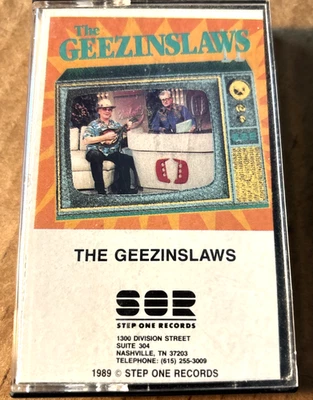 The
GEEZINSLAWS
THE GEEZINSLAWS
SOR
STEP ONE RECORDS
1300 DIVISION STREET
SUITE 304
NASHVILLE, TN 37203
TELEPHONE: (615) 255-3009
1989 © STEP ONE RECORDS